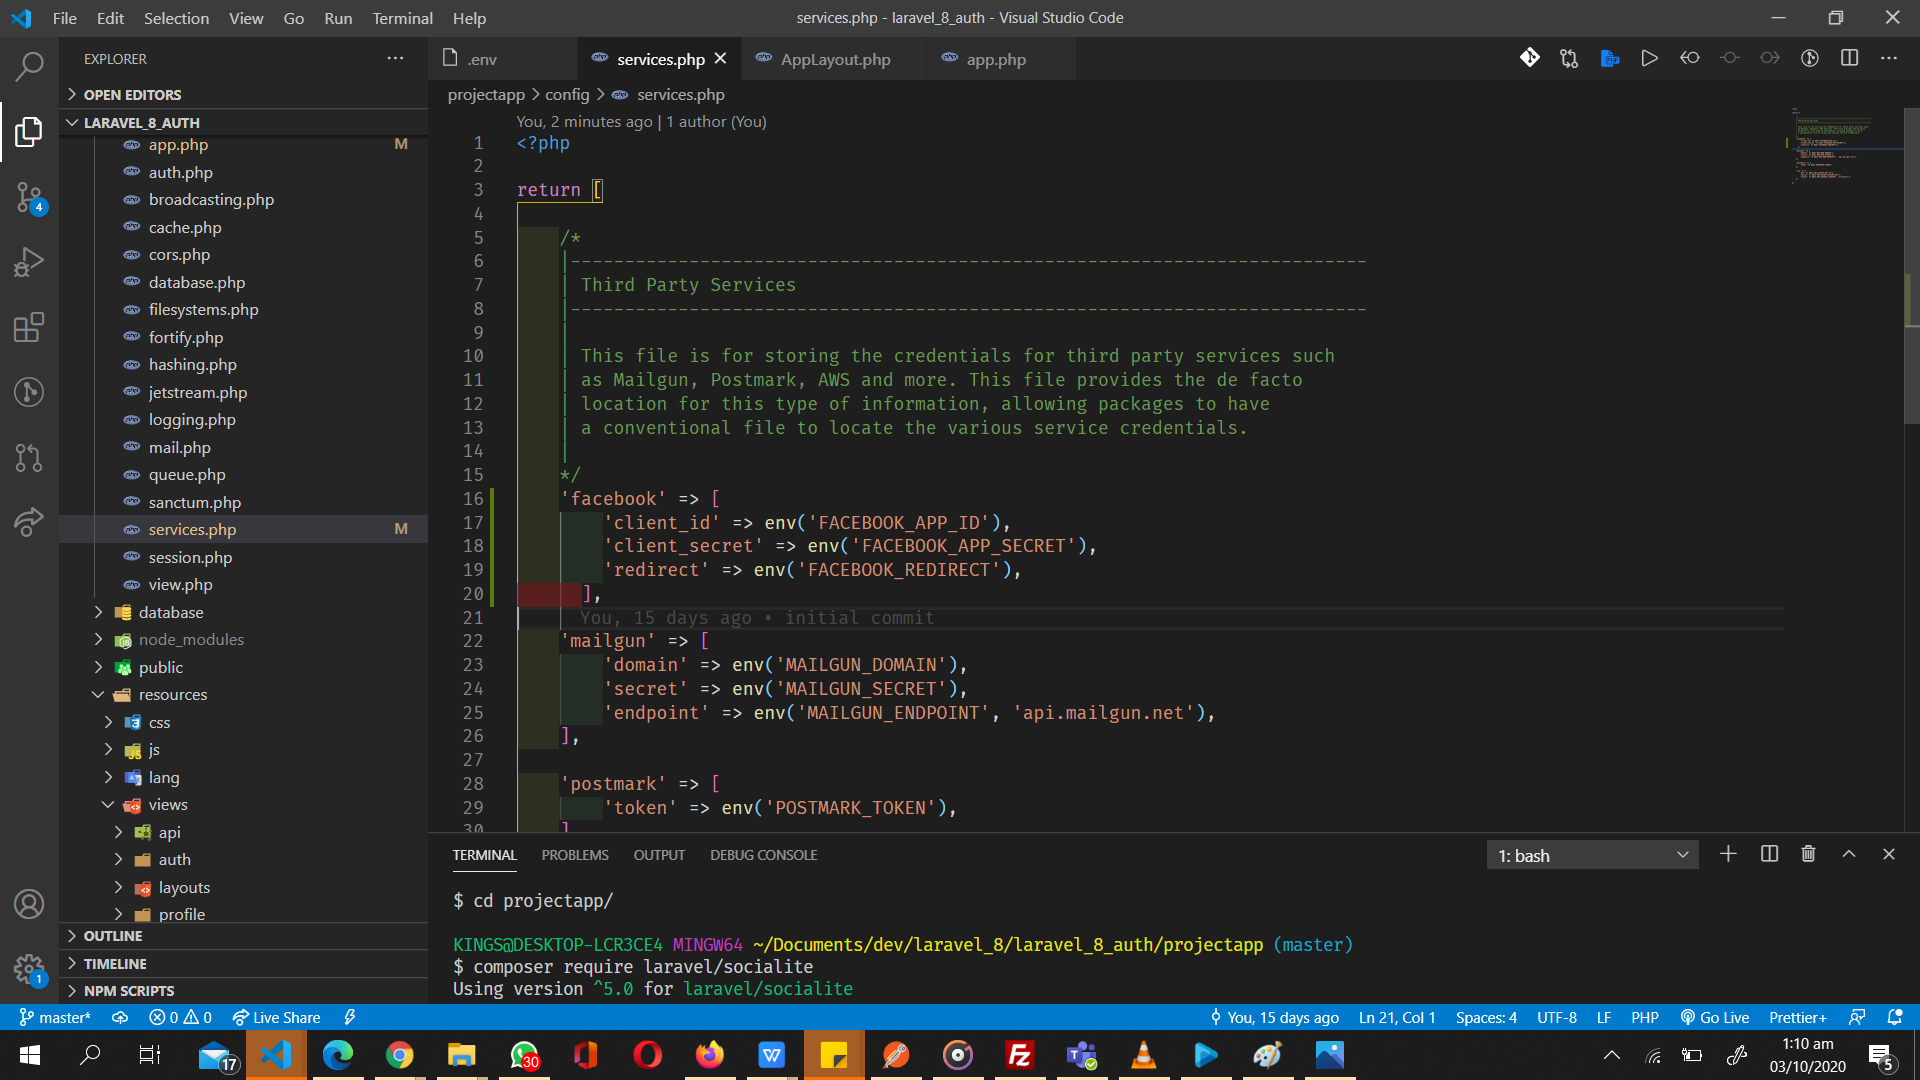 File Edit Selection View Go Run Terminal Help
services.php - laravel_8_auth - Visual Studio Code
EXPLORER
OPEN EDITORS
LARAVEL_8_AUTH
app.php M
auth.php
broadcasting.php
cache.php
cors.php
database.php
filesystems.php
fortify.php
hashing.php
jetstream.php
logging.php
mail.php
queue.php
sanctum.php
services.php M
session.php
view.php
database
node_modules
public
resources
css
js
lang
views
api
auth
layouts
profile
OUTLINE
TIMELINE
NPM SCRIPTS
4
1
.env
services.php
AppLayout.php
app.php
projectapp > config > services.php
You, 2 minutes ago | 1 author (You)
1 <?php
2
3 return [
4
5 /*
6 |--------------------------------------------------------------------------
7 | Third Party Services
8 |--------------------------------------------------------------------------
9 |
10 | This file is for storing the credentials for third party services such
11 | as Mailgun, Postmark, AWS and more. This file provides the de facto
12 | location for this type of information, allowing packages to have
13 | a conventional file to locate the various service credentials.
14 |
15 */
16 'facebook' => [
17 'client_id' => env('FACEBOOK_APP_ID'),
18 'client_secret' => env('FACEBOOK_APP_SECRET'),
19 'redirect' => env('FACEBOOK_REDIRECT'),
20 ],
21 You, 15 days ago • initial commit
22 'mailgun' => [
23 'domain' => env('MAILGUN_DOMAIN'),
24 'secret' => env('MAILGUN_SECRET'),
25 'endpoint' => env('MAILGUN_ENDPOINT', 'api.mailgun.net'),
26 ],
27
28 'postmark' => [
29 'token' => env('POSTMARK_TOKEN'),
30 ]
TERMINAL PROBLEMS OUTPUT DEBUG CONSOLE
1: bash
$ cd projectapp/
KINGS@DESKTOP-LCR3CE4 MINGW64 ~/Documents/dev/laravel_8/laravel_8_auth/projectapp (master)
$ composer require laravel/socialite
Using version ^5.0 for laravel/socialite
master* 0 0 Live Share
You, 15 days ago Ln 21, Col 1 Spaces: 4 UTF-8 LF PHP Go Live Prettier+
17
30
1:10 am
03/10/2020
5